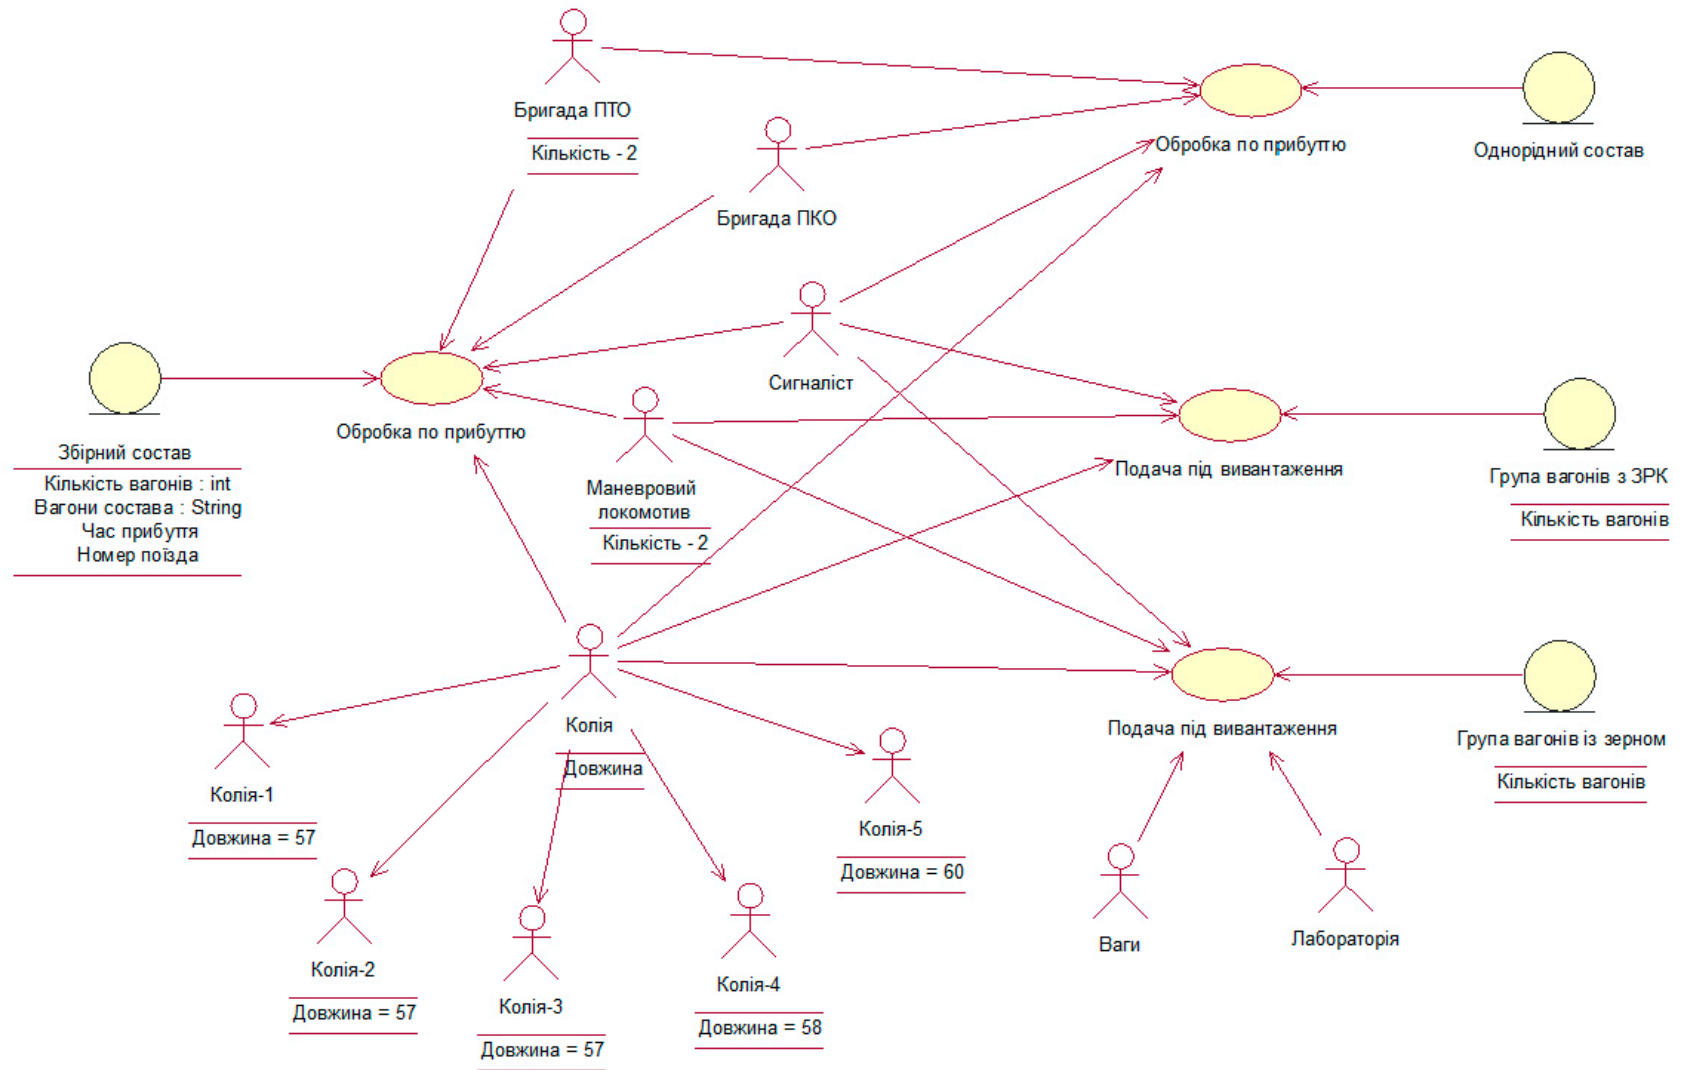 Бригада ПТО
Кількість - 2
Бригада ПКО
Обробка по прибуттю
Однорідний состав
Сигналіст
Обробка по прибуттю
Збірний состав
Кількість вагонів : int
Вагони состава : String
Час прибуття
Номер поїзда
Маневровий
локомотив
Кількість - 2
Подача під вивантаження
Група вагонів з ЗРК
Кількість вагонів
Колія
Довжина
Подача під вивантаження
Група вагонів із зерном
Кількість вагонів
Колія-1
Довжина = 57
Колія-5
Довжина = 60
Колія-2
Довжина = 57
Колія-3
Довжина = 57
Колія-4
Довжина = 58
Ваги
Лабораторія